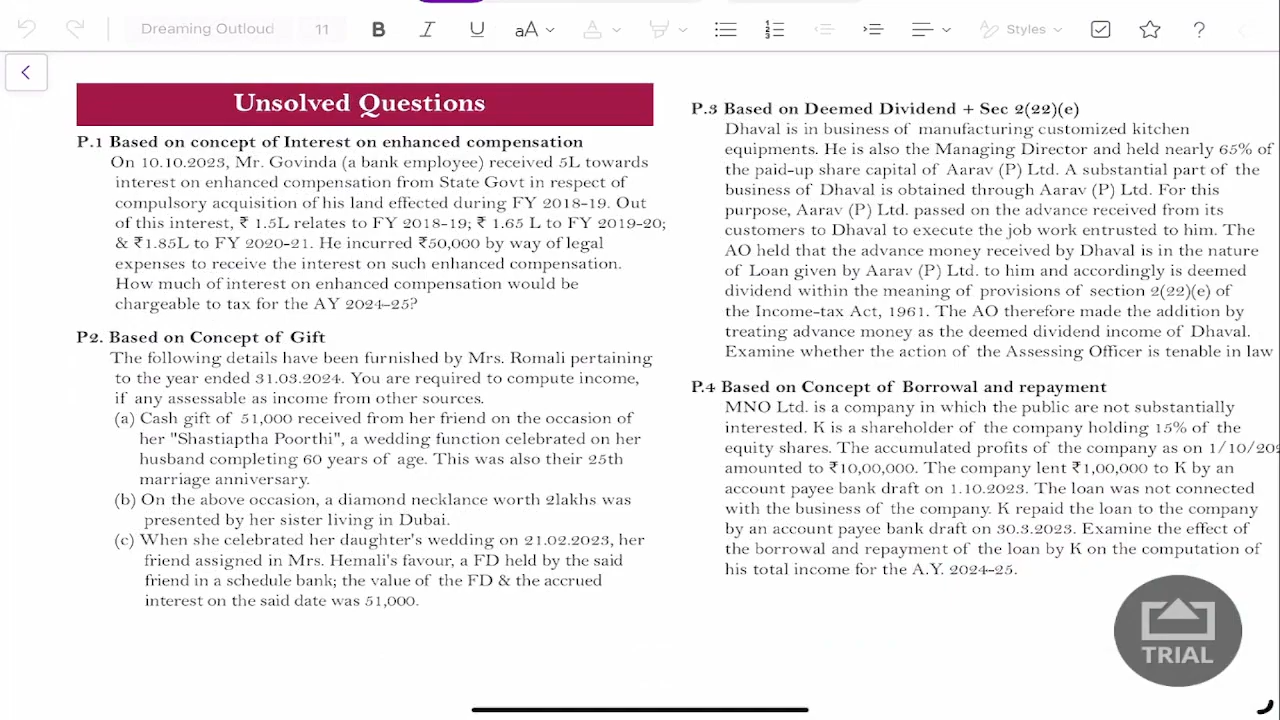 Dreaming Outloud 11 B I U aA Styles ?
Unsolved Questions
P.1 Based on concept of Interest on enhanced compensation
On 10.10.2023, Mr. Govinda (a bank employee) received 5L towards
interest on enhanced compensation from State Govt in respect of
compulsory acquisition of his land effected during FY 2018-19. Out
of this interest, ₹ 1.5L relates to FY 2018-19; ₹ 1.65 L to FY 2019-20;
& ₹1.85L to FY 2020-21. He incurred ₹50,000 by way of legal
expenses to receive the interest on such enhanced compensation.
How much of interest on enhanced compensation would be
chargeable to tax for the AY 2024-25?
P2. Based on Concept of Gift
The following details have been furnished by Mrs. Romali pertaining
to the year ended 31.03.2024. You are required to compute income,
if any assessable as income from other sources.
(a) Cash gift of 51,000 received from her friend on the occasion of
her "Shastiaptha Poorthi", a wedding function celebrated on her
husband completing 60 years of age. This was also their 25th
marriage anniversary.
(b) On the above occasion, a diamond necklance worth 2lakhs was
presented by her sister living in Dubai.
(c) When she celebrated her daughter's wedding on 21.02.2023, her
friend assigned in Mrs. Hemali's favour, a FD held by the said
friend in a schedule bank; the value of the FD & the accrued
interest on the said date was 51,000.
P.3 Based on Deemed Dividend + Sec 2(22)(e)
Dhaval is in business of manufacturing customized kitchen
equipments. He is also the Managing Director and held nearly 65% of
the paid-up share capital of Aarav (P) Ltd. A substantial part of the
business of Dhaval is obtained through Aarav (P) Ltd. For this
purpose, Aarav (P) Ltd. passed on the advance received from its
customers to Dhaval to execute the job work entrusted to him. The
AO held that the advance money received by Dhaval is in the nature
of Loan given by Aarav (P) Ltd. to him and accordingly is deemed
dividend within the meaning of provisions of section 2(22)(e) of
the Income-tax Act, 1961. The AO therefore made the addition by
treating advance money as the deemed dividend income of Dhaval.
Examine whether the action of the Assessing Officer is tenable in law
P.4 Based on Concept of Borrowal and repayment
MNO Ltd. is a company in which the public are not substantially
interested. K is a shareholder of the company holding 15% of the
equity shares. The accumulated profits of the company as on 1/10/202
amounted to ₹10,00,000. The company lent ₹1,00,000 to K by an
account payee bank draft on 1.10.2023. The loan was not connected
with the business of the company. K repaid the loan to the company
by an account payee bank draft on 30.3.2023. Examine the effect of
the borrowal and repayment of the loan by K on the computation of
his total income for the A.Y. 2024-25.
TRIAL